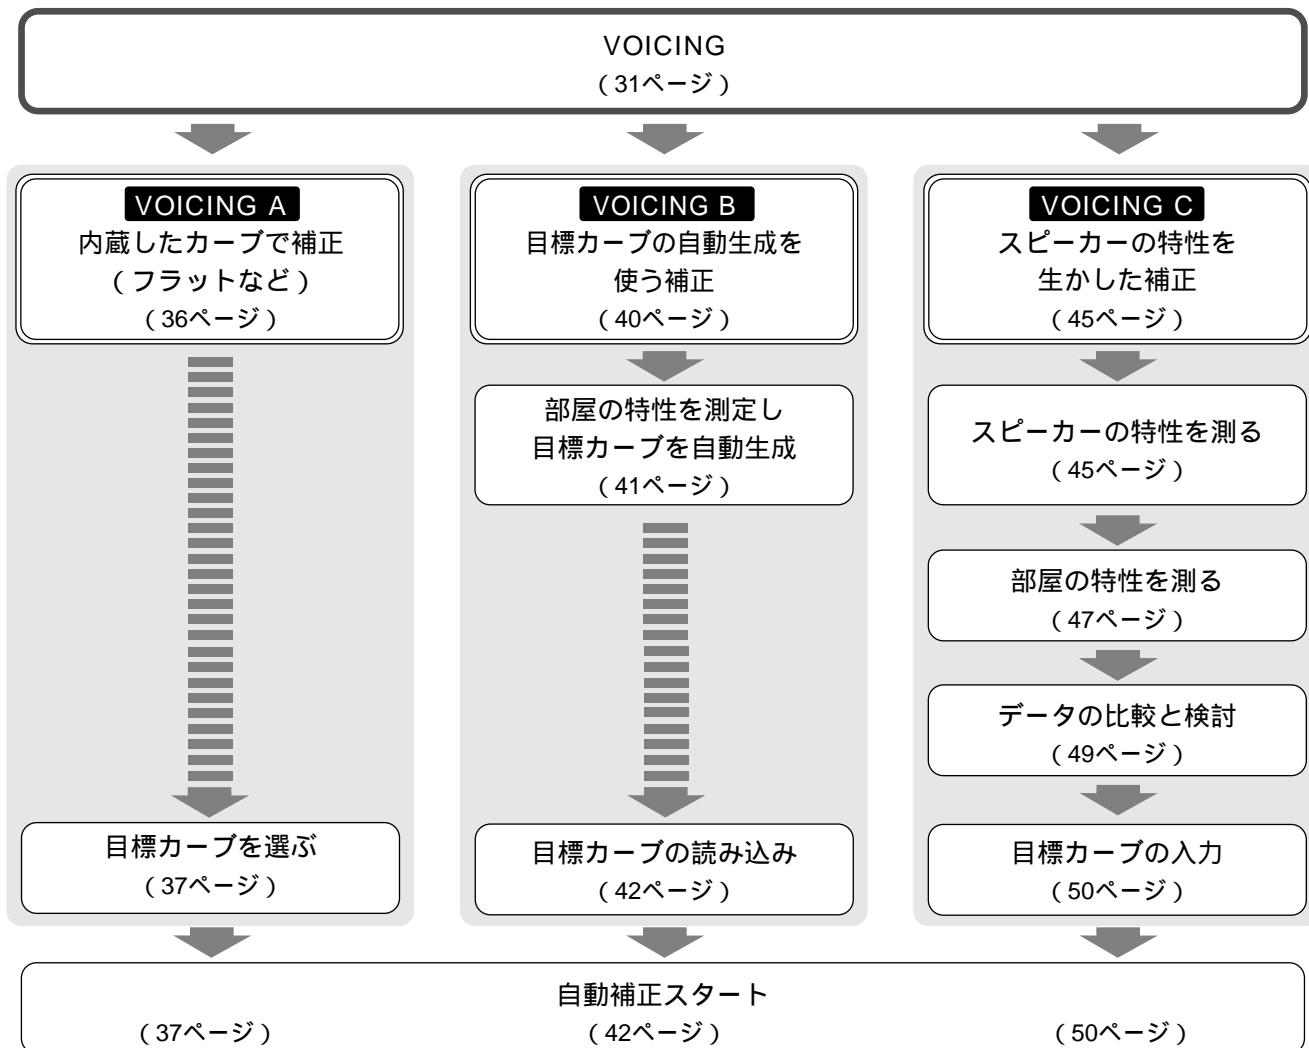 VOICING
（31ページ）
VOICING A
内蔵したカーブで補正
（フラットなど）
（36ページ）
目標カーブを選ぶ
（37ページ）
VOICING B
目標カーブの自動生成を
使う補正
（40ページ）
部屋の特性を測定し
目標カーブを自動生成
（41ページ）
目標カーブの読み込み
（42ページ）
VOICING C
スピーカーの特性を
生かした補正
（45ページ）
スピーカーの特性を測る
（45ページ）
部屋の特性を測る
（47ページ）
データの比較と検討
（49ページ）
目標カーブの入力
（50ページ）
自動補正スタート
（37ページ） （42ページ） （50ページ）